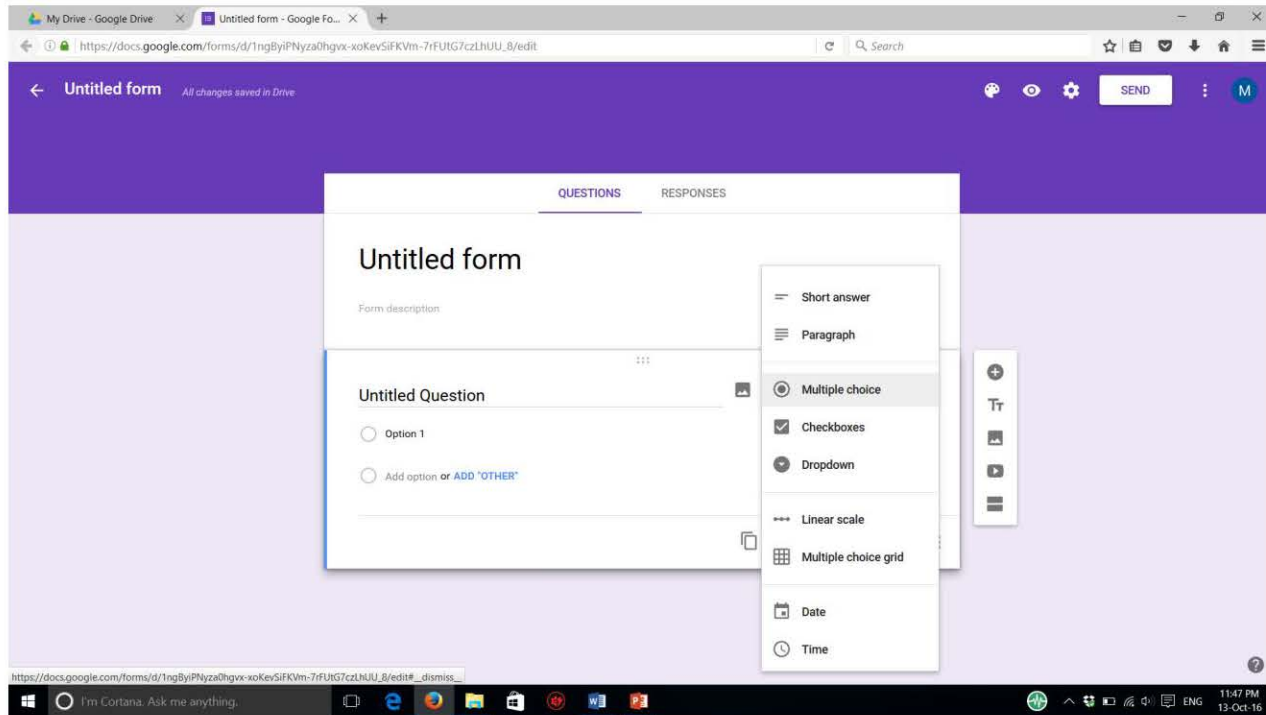 My Drive - Google Drive
Untitled form - Google Fo...
https://docs.google.com/forms/d/1ngByiPNyza0hgvx-xoKevSiFKVm-7rFUtG7czLhUU_8/edit
Search
Untitled form
All changes saved in Drive
SEND
M
QUESTIONS
RESPONSES
Untitled form
Form description
Short answer
Paragraph
Untitled Question
Multiple choice
Option 1
Checkboxes
Add option or ADD "OTHER"
Dropdown
Tт
Linear scale
Multiple choice grid
Date
Time
https://docs.google.com/forms/d/1ngByiPNyza0hgvx-xoKevSiFKVm-7rFUtG7czLhUU_8/edit#_dismiss_
I'm Cortana. Ask me anything.
ENG
11:47 PM
13-Oct-16